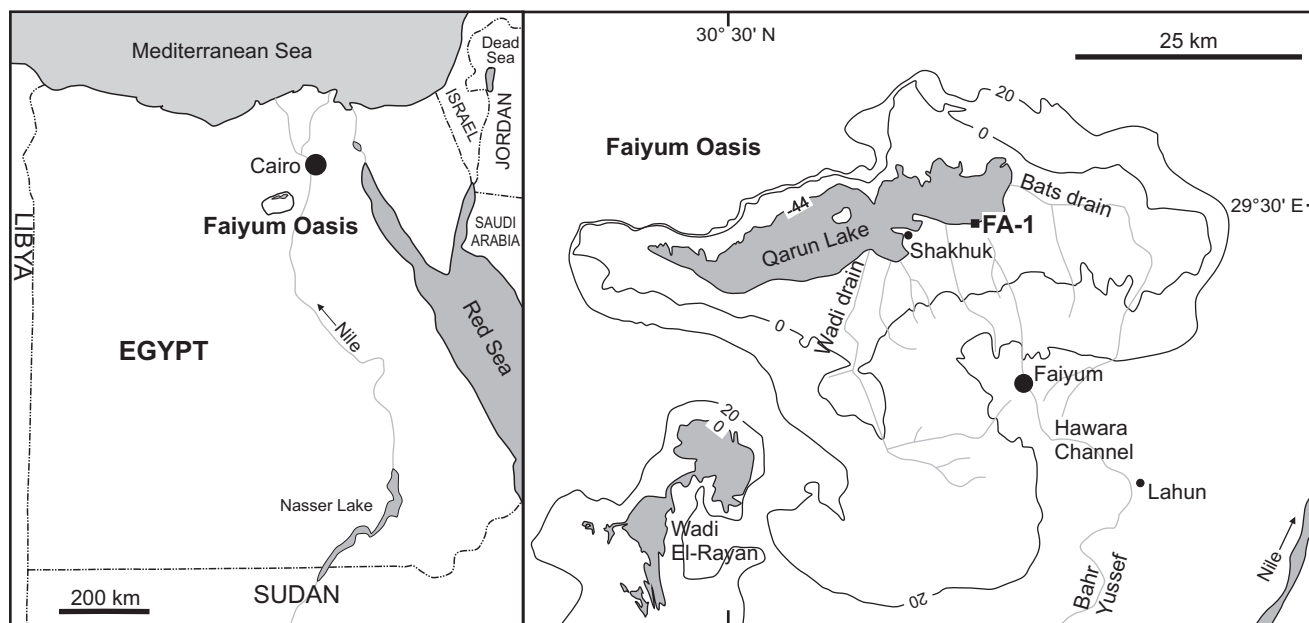 Mediterranean Sea
Dead
Sea
ISRAEL
JORDAN
Cairo
Faiyum Oasis
SAUDI
ARABIA
LIBYA
Nile
Red Sea
EGYPT
Nasser Lake
200 km
SUDAN
30° 30' N
25 km
20
0
Faiyum Oasis
-44
Bats drain
29°30' E
FA-1
Qarun Lake
Shakhuk
Wadi drain
0
Faiyum
20
0
Hawara
Channel
Lahun
Wadi
El-Rayan
Bahr
Yussef
Nile
20